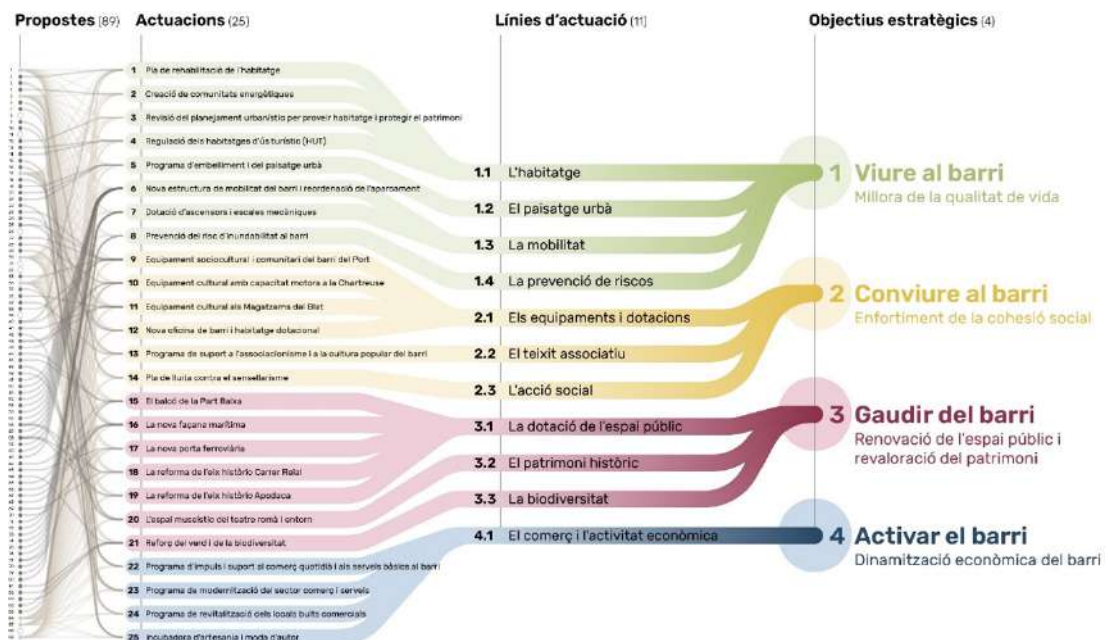 Propostes (89)
Actuacions (25)
Línies d'actuació (11)
Objectius estratègics (4)
1 Pla de rehabilitació de l'habitatge
2 Creació de comunitats energètiques
3 Revisió del planejament urbanístic per proveir habitatge i protegir el patrimoni
4 Regulació dels habitatges d'ús turístic (HUT)
5 Programa d'embelliment i del paisatge urbà
6 Nova estructura de mobilitat del barri i reordenació de l'aparcament
7 Dotació d'ascensors i escales mecàniques
8 Prevenció del risc d'inundabilitat al barri
9 Equipament sociocultural i comunitari del barri del Port
10 Equipament cultural amb capacitat motora a la Chartreuse
11 Equipament cultural als Magatzems del Blat
12 Nova oficina de barri i habitatge dotacional
13 Programa de suport a l'associacionisme i a la cultura popular del barri
14 Pla de lluita contra el sensellarisme
15 El balcó de la Part Baixa
16 La nova façana marítima
17 La nova porta ferroviària
18 La reforma de l'eix històric Carrer Reial
19 La reforma de l'eix històric Apodaca
20 L'espai museístic del teatre romà i entorn
21 Reforç del verd i de la biodiversitat
22 Programa d'impuls i suport al comerç quotidià i als serveis bàsics al barri
23 Programa de modernització del sector comerç i serveis
24 Programa de revitalització dels locals buits comercials
25 Incubadora d'artesania i moda d'autor
1.1 L'habitatge
1.2 El paisatge urbà
1.3 La mobilitat
1.4 La prevenció de riscos
2.1 Els equipaments i dotacions
2.2 El teixit associatiu
2.3 L'acció social
3.1 La dotació de l'espai públic
3.2 El patrimoni històric
3.3 La biodiversitat
4.1 El comerç i l'activitat econòmica
1 Viure al barri
Millora de la qualitat de vida
2 Conviure al barri
Enfortiment de la cohesió social
3 Gaudir del barri
Renovació de l'espai públic i
revaloració del patrimoni
4 Activar el barri
Dinamització econòmica del barri